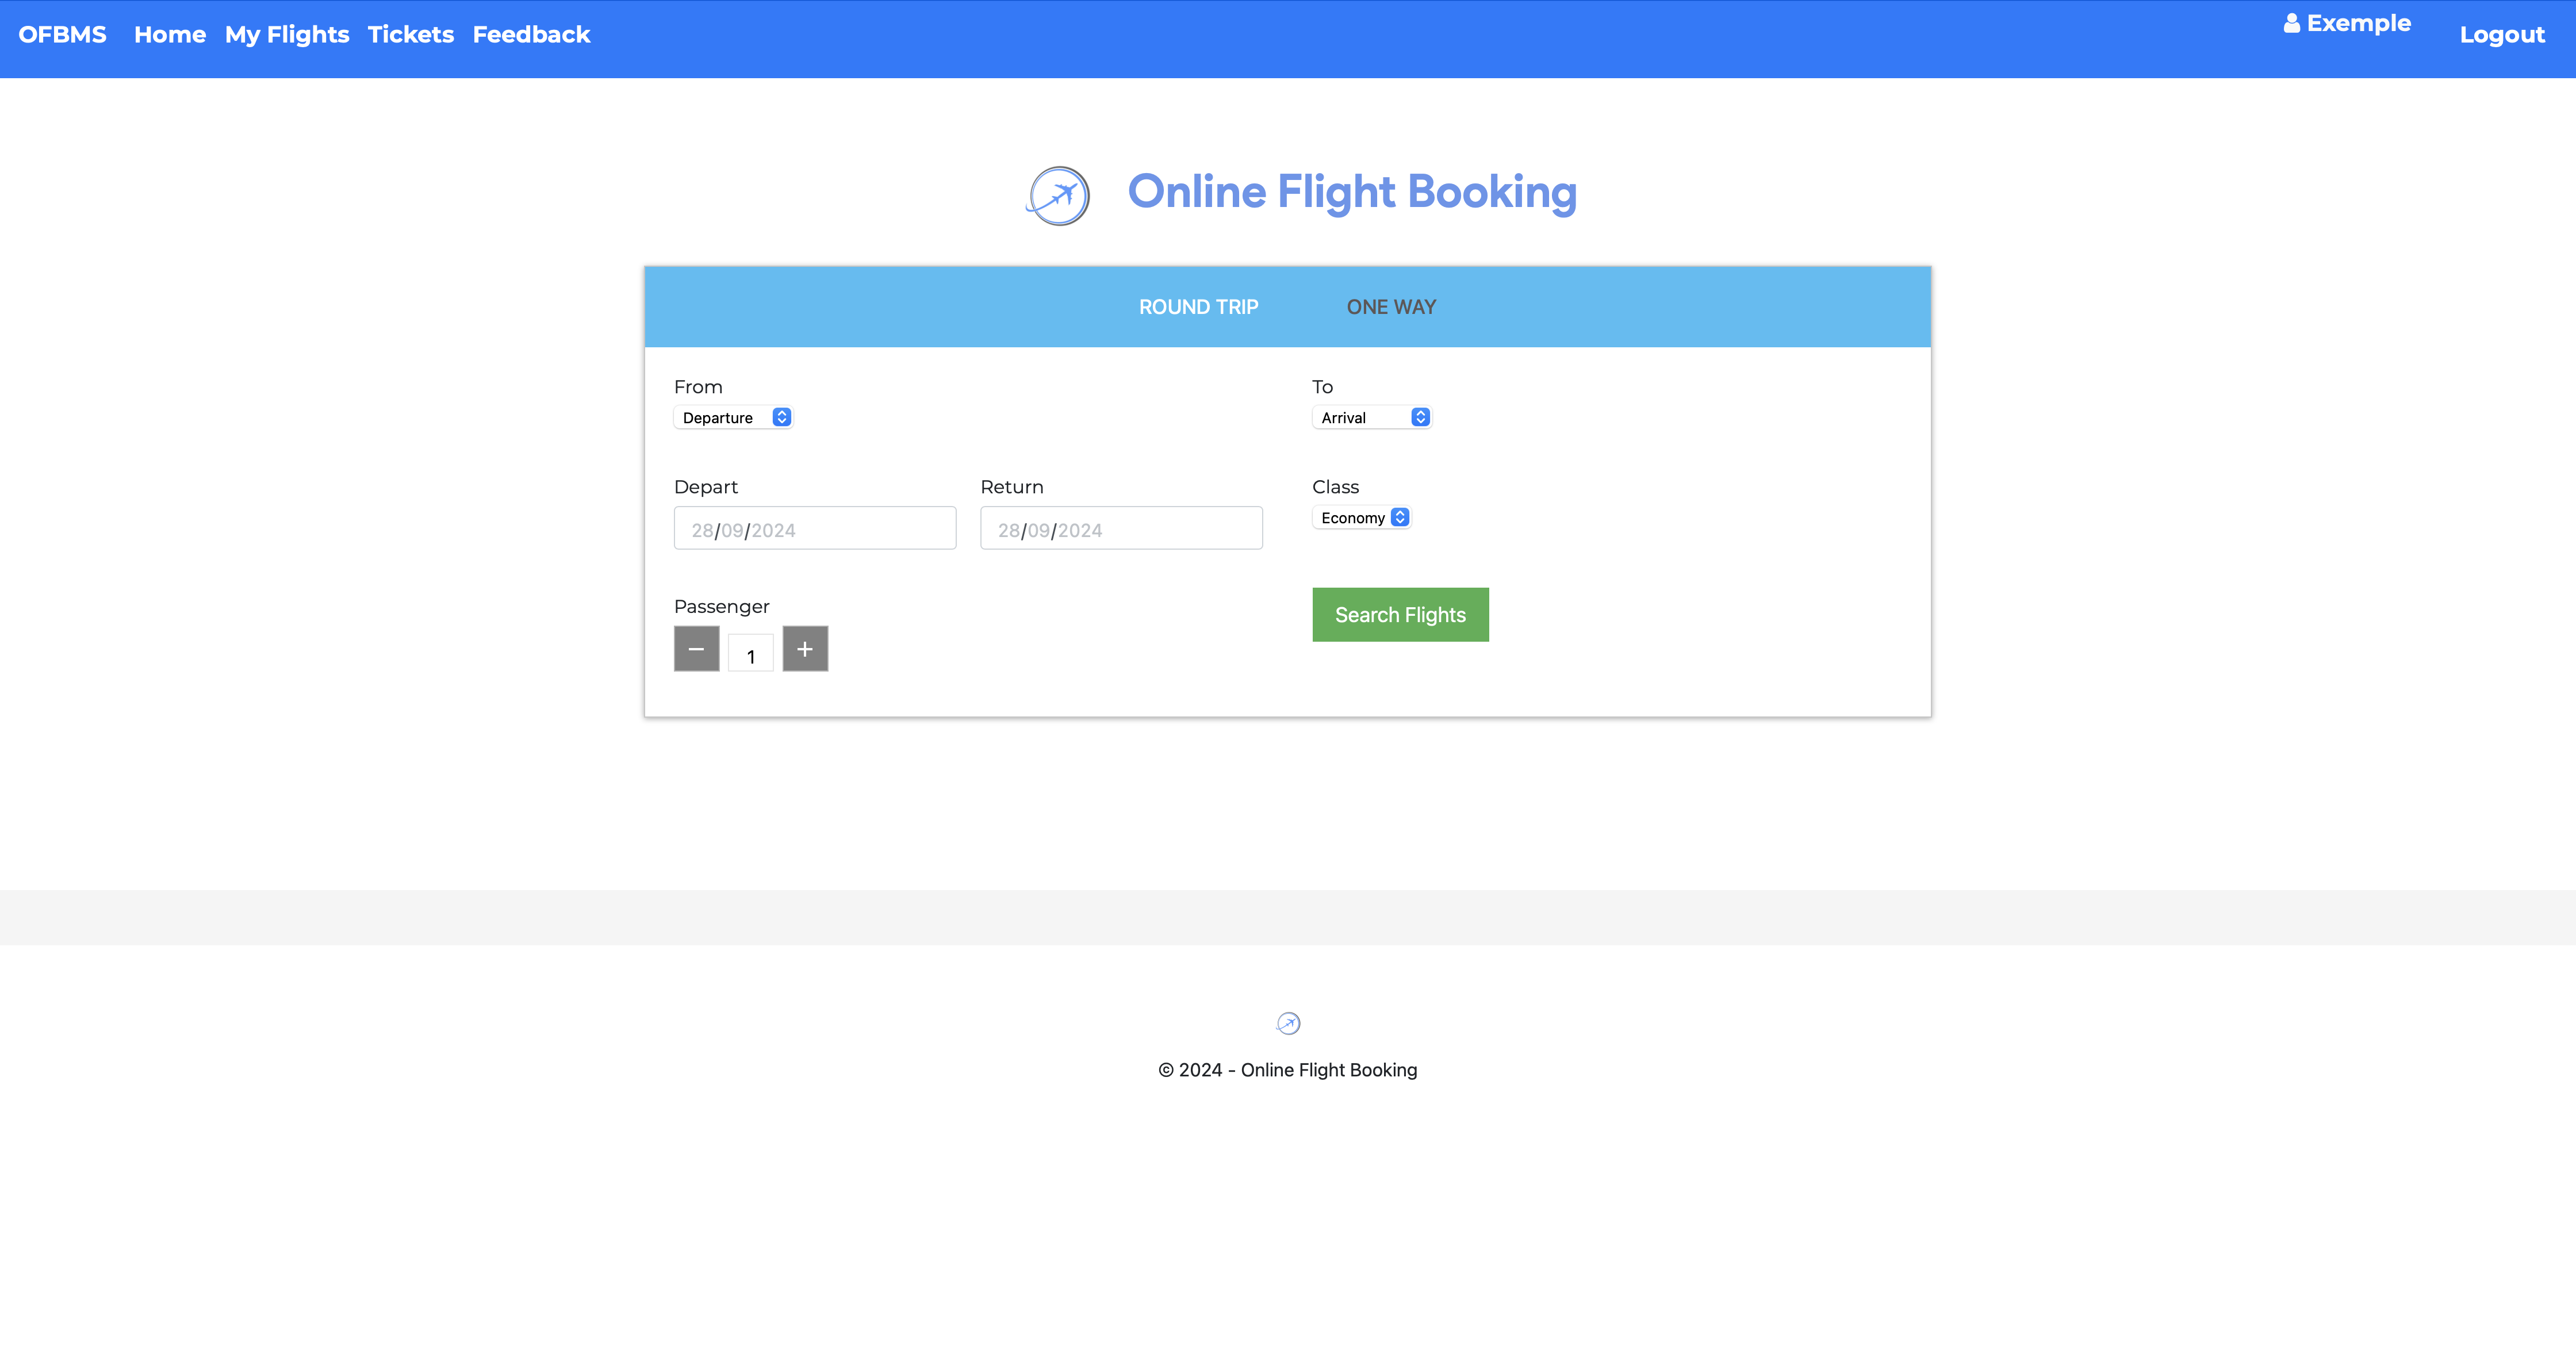 OFBMS Home My Flights Tickets Feedback Exemple Logout
Online Flight Booking
ROUND TRIP ONE WAY
From To
Departure Arrival
Depart Return Class
28/09/2024 28/09/2024 Economy
Passenger Search Flights
− 1 +
© 2024 - Online Flight Booking